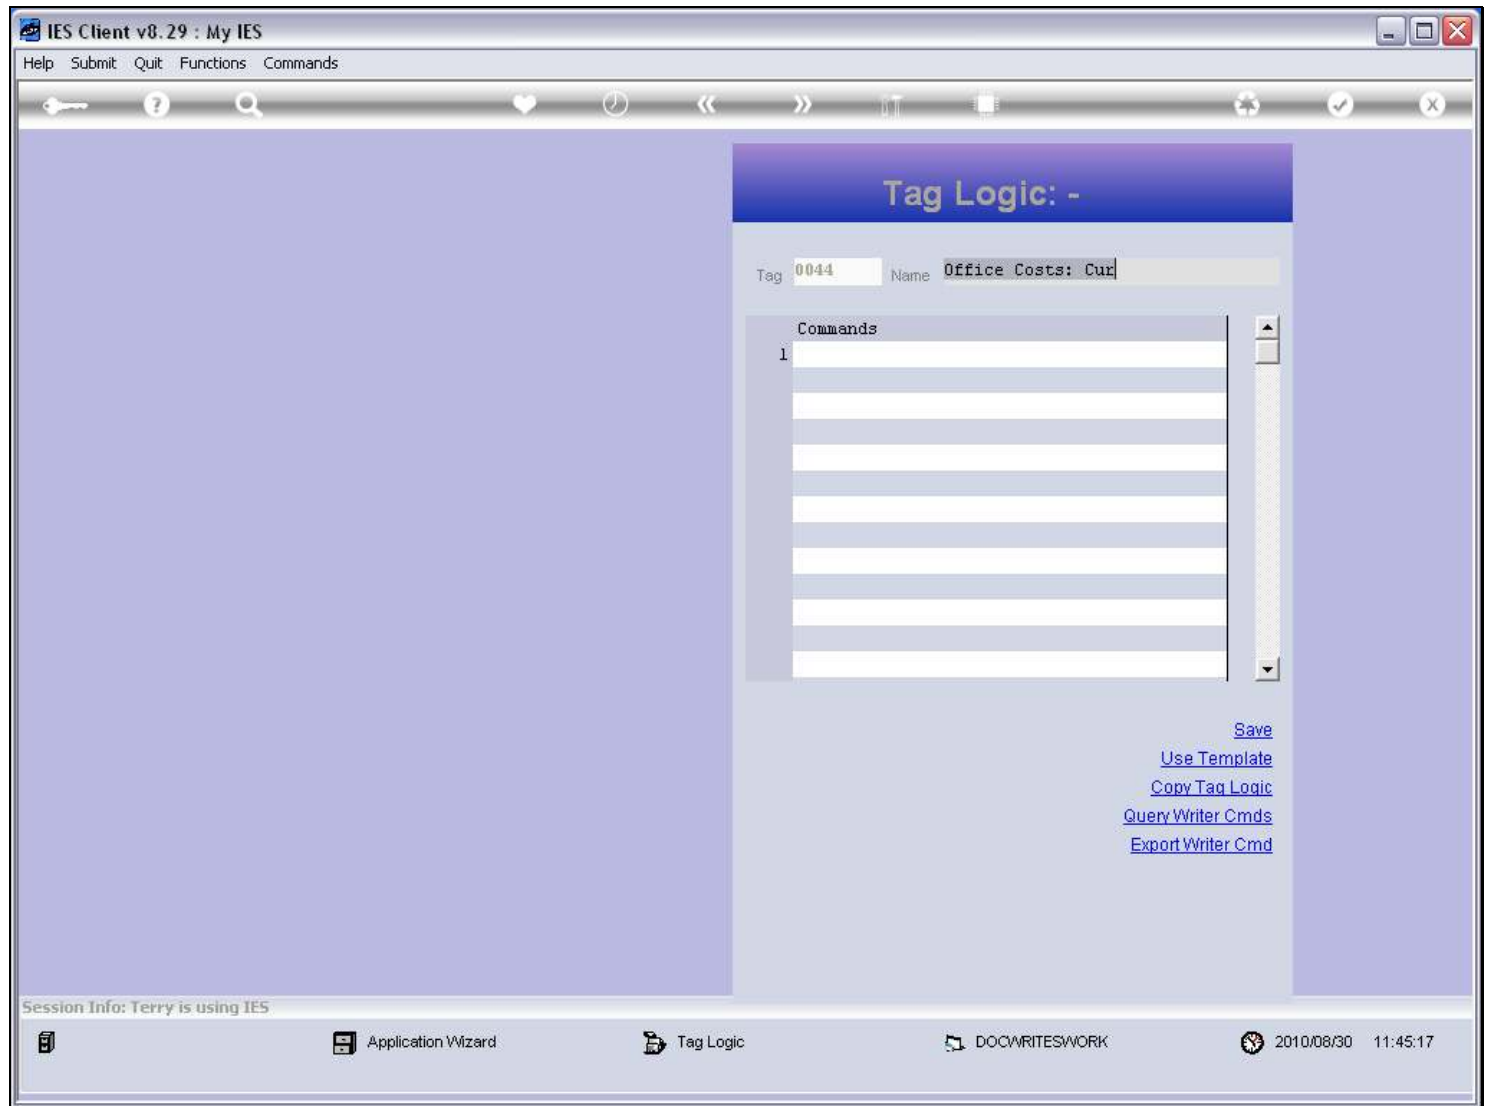 IES Client v8.29 : My IES
Help Submit Quit Functions Commands
Tag Logic: -
Tag 0044 Name Office Costs: Cur
Commands
1
Save
Use Template
Copy Tag Logic
Query Writer Cmds
Export Writer Cmd
Session Info: Terry is using IES
Application Wizard Tag Logic DOCWRITESWORK 2010/08/30 11:45:17